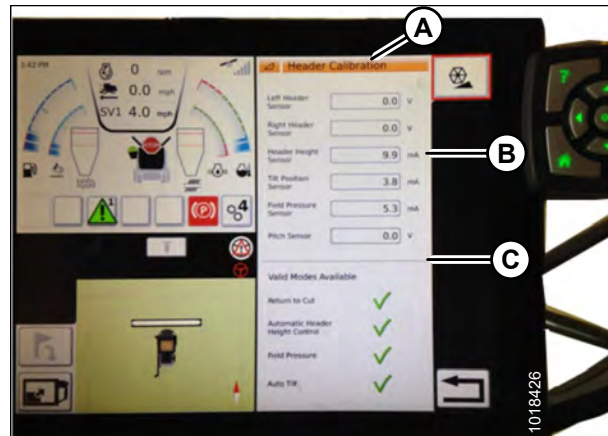 A
3:42 PM
0 rpm
0.0 mph
SV1 4.0 mph
STOP
1
(P)
4
Header Calibration
Left Header
Sensor
0.0 V
Right Header
Sensor
0.0 V
B
Header Height
Sensor
9.9 mA
Tilt Position
Sensor
3.8 mA
Field Pressure
Sensor
5.3 mA
Pitch Sensor
0.0 V
C
Valid Modes Available
Return to Cut
Automatic Header
Height Control
Field Pressure
Auto Tilt
?
1018426